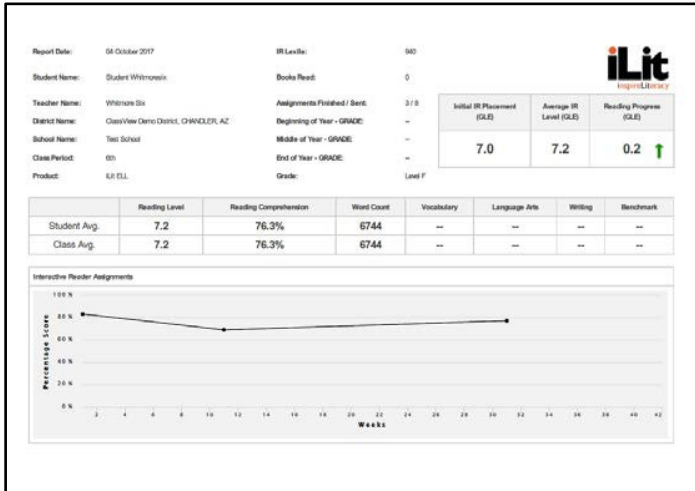 Report Date: 04 October 2017 IR Lexile: 940
iLit
inspireLiteracy
Student Name: Student Whitmoresix Books Read: 0
Teacher Name: Whitmore Six Assignments Finished / Sent: 3 / 8
District Name: ClassView Demo District, CHANDLER, AZ Beginning of Year - GRADE: --
School Name: Test School Middle of Year - GRADE: --
Class Period: 6th End of Year - GRADE: --
Product: iLit ELL Grade: Level F
Initial IR Placement (GLE) Average IR Level (GLE) Reading Progress (GLE)
7.0 7.2 0.2
Reading Level Reading Comprehension Word Count Vocabulary Language Arts Writing Benchmark
Student Avg. 7.2 76.3% 6744 -- -- -- --
Class Avg. 7.2 76.3% 6744 -- -- -- --
Interactive Reader Assignments
100 %
80 %
60 %
40 %
20 %
0 %
Percentage Score
2 4 6 8 10 12 14 16 18 20 22 24 26 28 30 32 34 36 38 40 42
Weeks